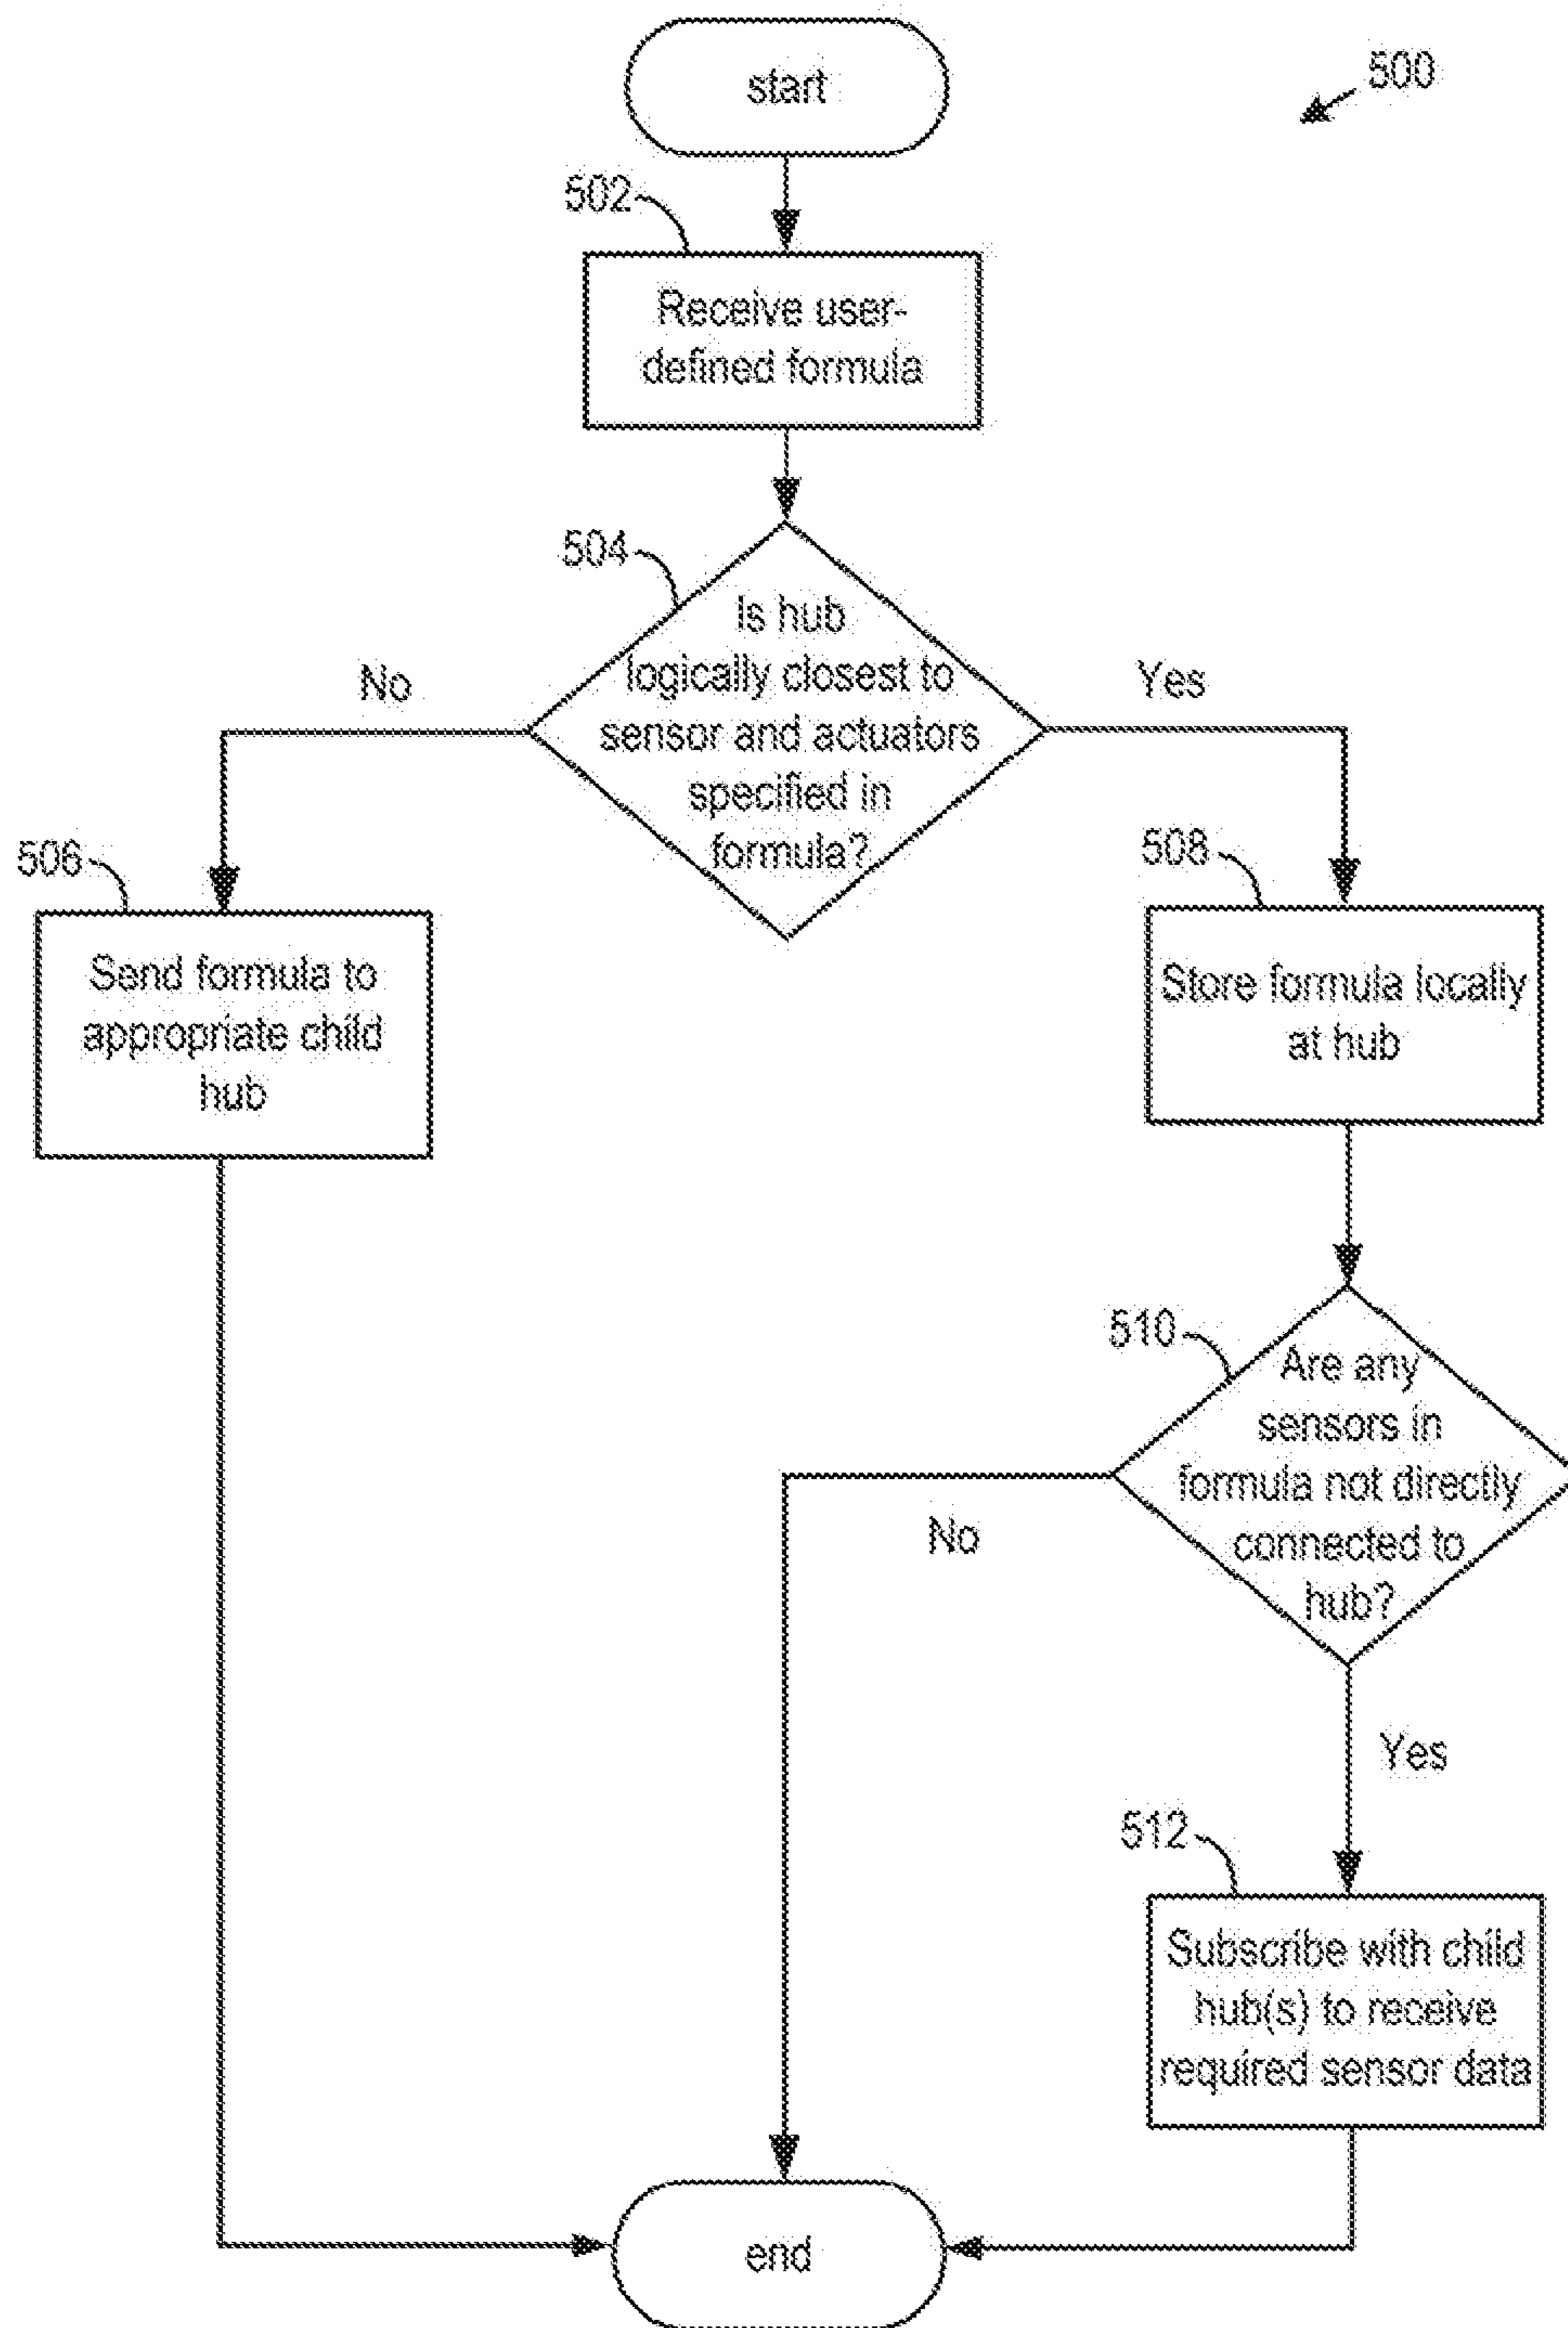 start
500
502
Receive user-
defined formula
504
Is hub
logically closest to
sensor and actuators
specified in
formula?
No
Yes
506
Send formula to
appropriate child
hub
508
Store formula locally
at hub
510
Are any
sensors in
formula not directly
connected to
hub?
No
Yes
512
Subscribe with child
hub(s) to receive
required sensor data
end